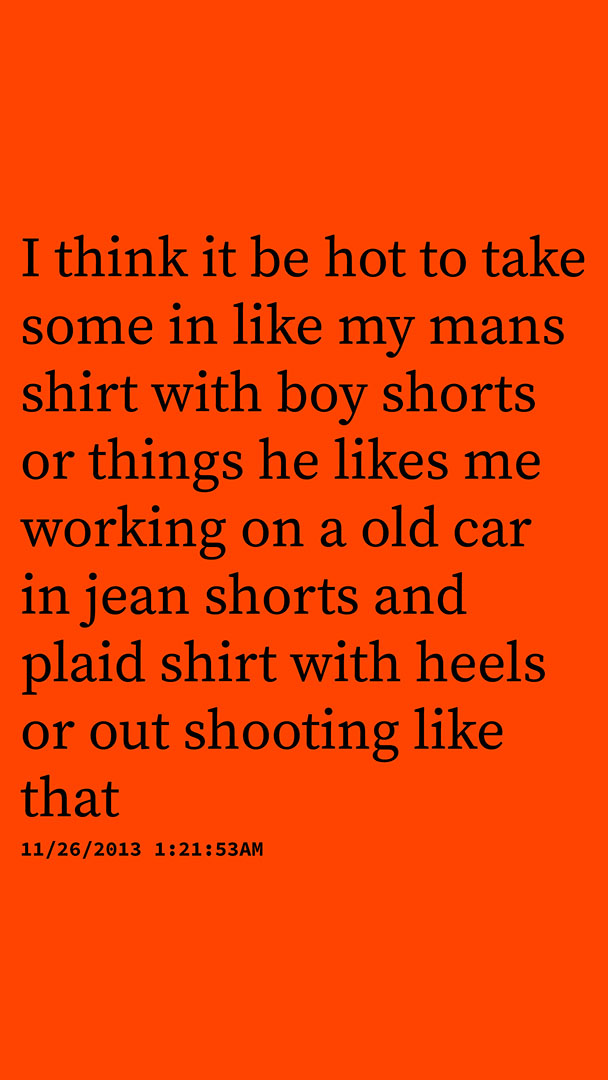 I think it be hot to take
some in like my mans
shirt with boy shorts
or things he likes me
working on a old car
in jean shorts and
plaid shirt with heels
or out shooting like
that
11/26/2013 1:21:53AM